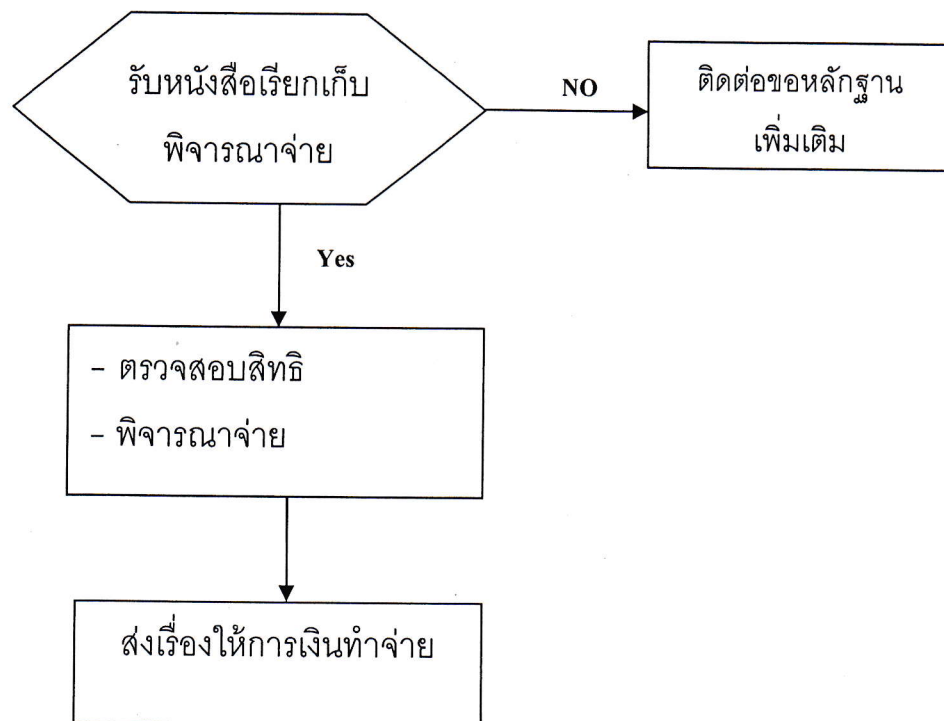 รับหนังสือเรียกเก็บ
พิจารณาจ่าย
NO
ติดต่อขอหลักฐาน
เพิ่มเติม
Yes
- ตรวจสอบสิทธิ
- พิจารณาจ่าย
ส่งเรื่องให้การเงินทำจ่าย